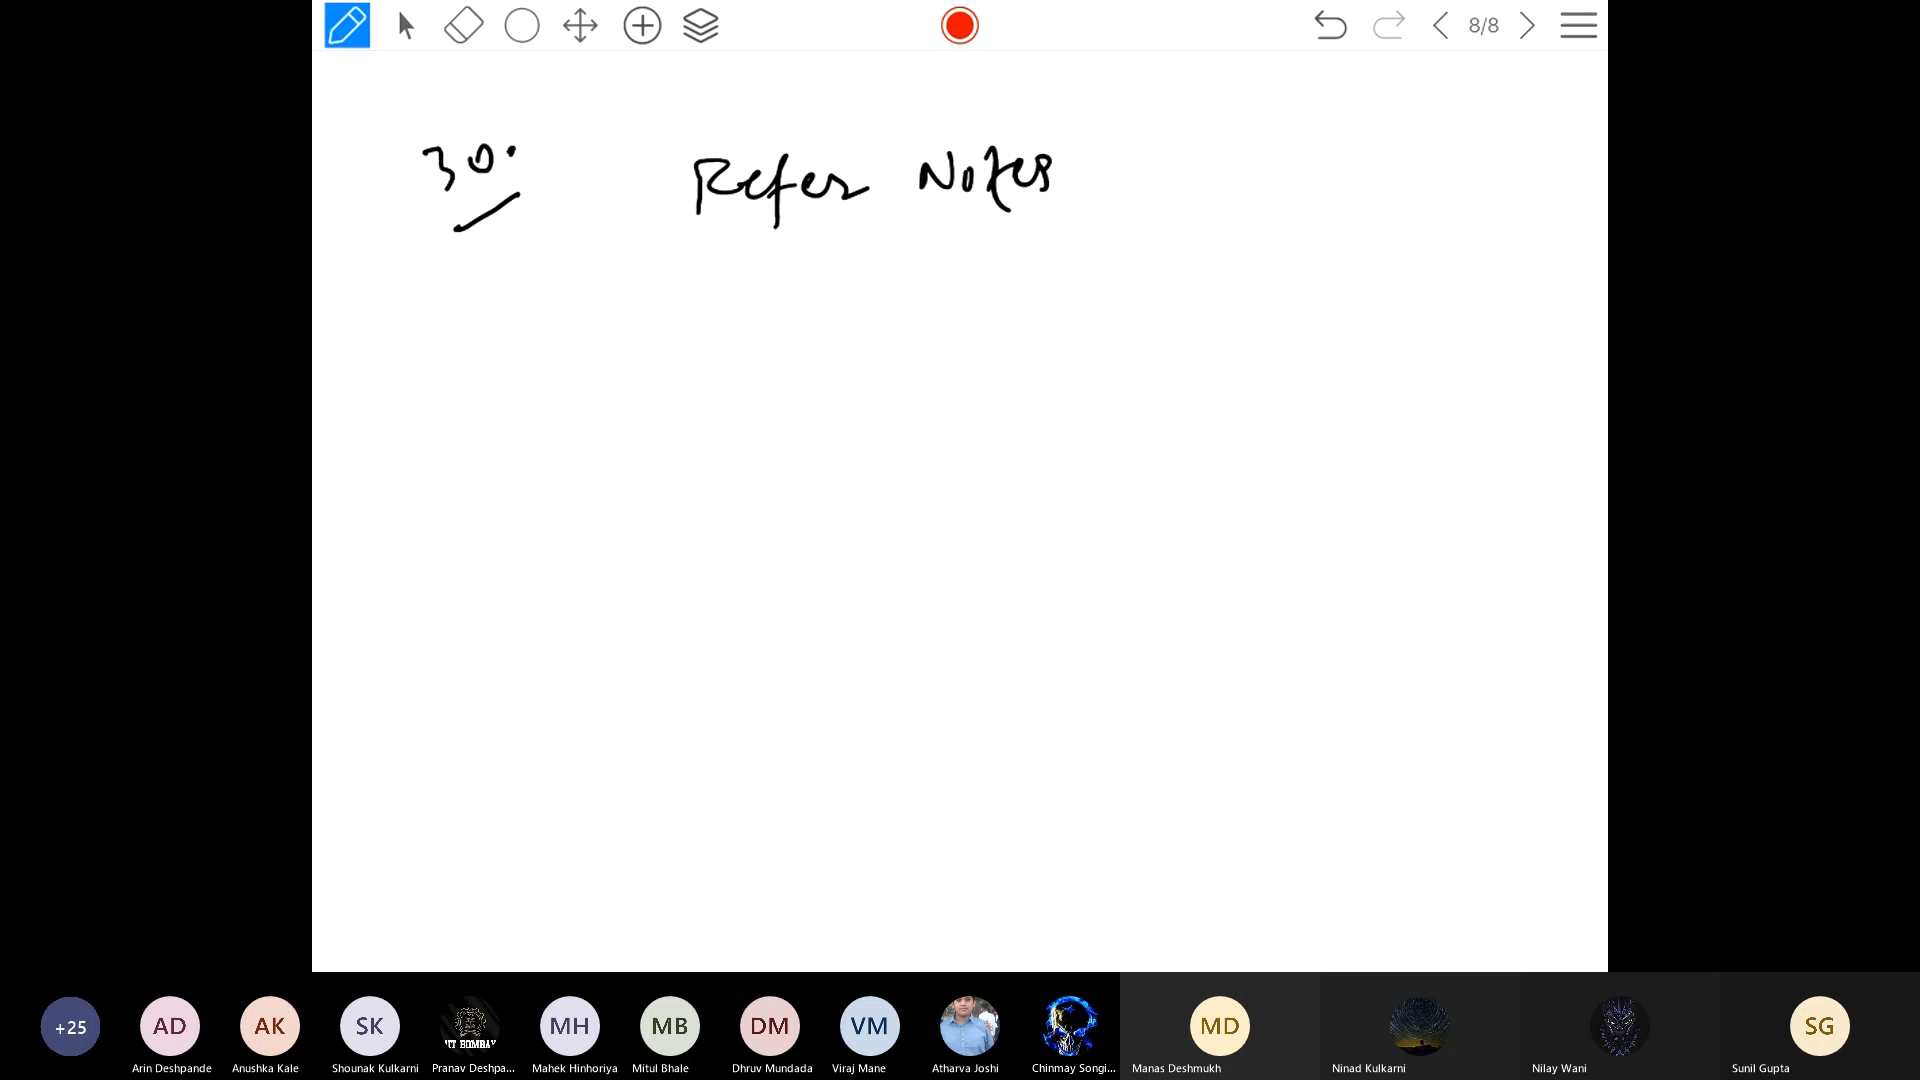 8/8
30. Refer Notes
+25 AD AK SK MH MB DM VM MD SG
IIT BOMBAY
Arin Deshpande Anushka Kale Shounak Kulkarni Pranav Deshpa... Mahek Hinhoriya Mitul Bhale Dhruv Mundada Viraj Mane Atharva Joshi Chinmay Songi... Manas Deshmukh Ninad Kulkarni Nilay Wani Sunil Gupta